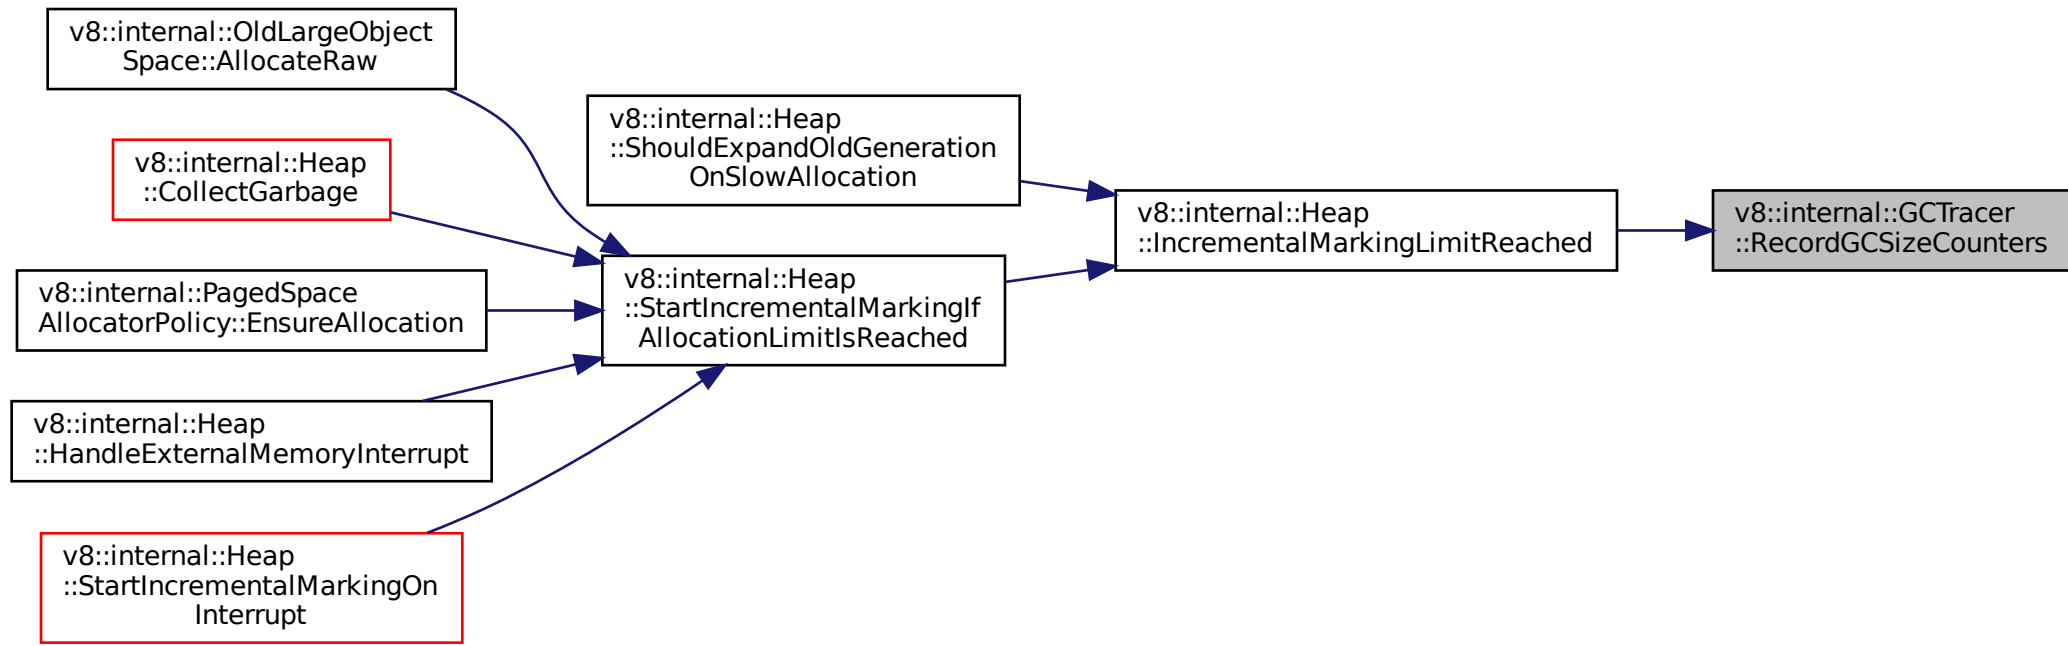 v8::internal::OldLargeObject
Space::AllocateRaw
v8::internal::Heap
::CollectGarbage
v8::internal::PagedSpace
AllocatorPolicy::EnsureAllocation
v8::internal::Heap
::HandleExternalMemoryInterrupt
v8::internal::Heap
::StartIncrementalMarkingOn
Interrupt
v8::internal::Heap
::ShouldExpandOldGeneration
OnSlowAllocation
v8::internal::Heap
::StartIncrementalMarkingIf
AllocationLimitIsReached
v8::internal::Heap
::IncrementalMarkingLimitReached
v8::internal::GCTracer
::RecordGCSizeCounters